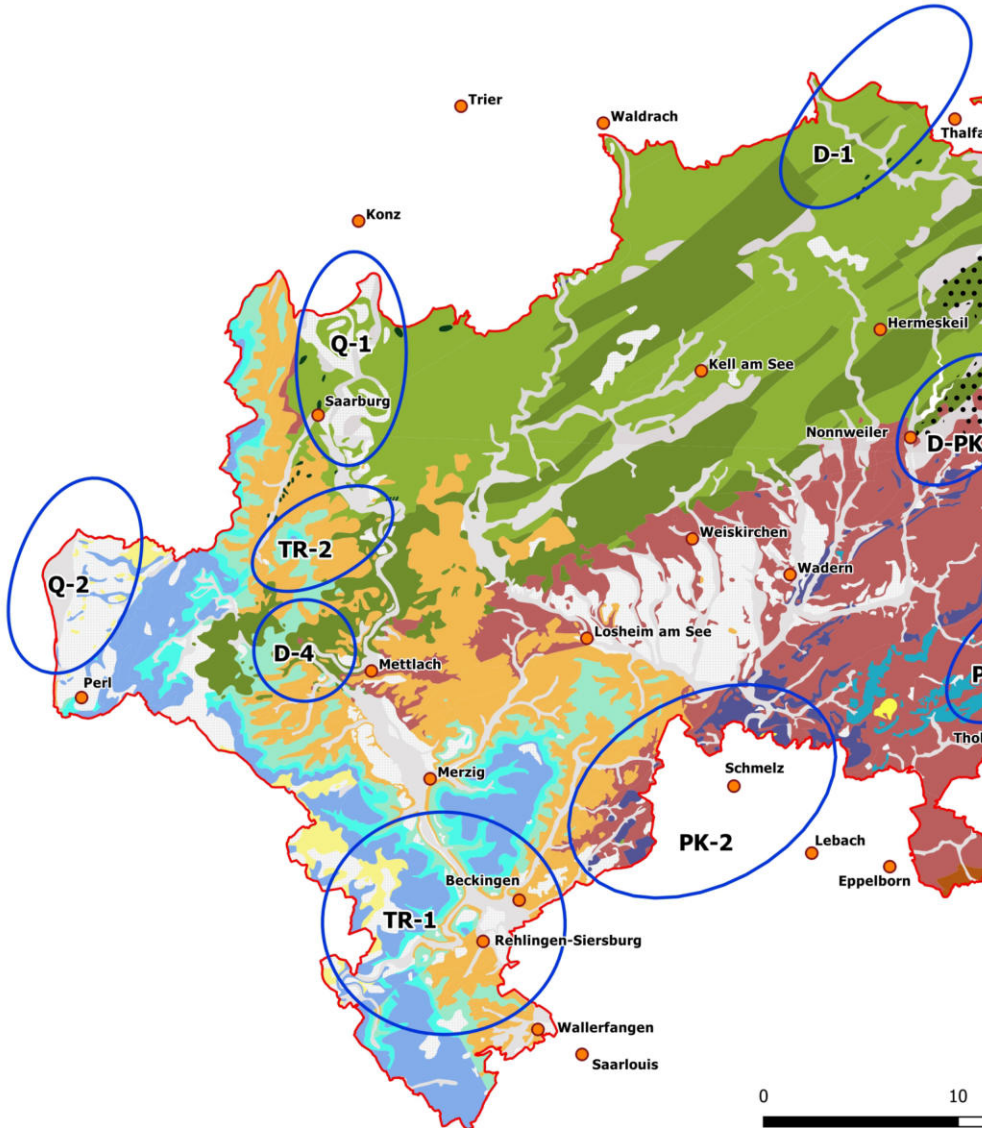 Trier
Waldrach
Thalfa
D-1
Konz
Hermeskeil
Q-1
Kell am See
Saarburg
Nonnweiler
D-PK
Weiskirchen
TR-2
Wadern
Q-2
Losheim am See
D-4
Mettlach
P
Perl
Thol
Merzig
Schmelz
PK-2
Lebach
Eppelborn
Beckingen
TR-1
Rehlingen-Siersburg
Wallerfangen
Saarlouis
0 10